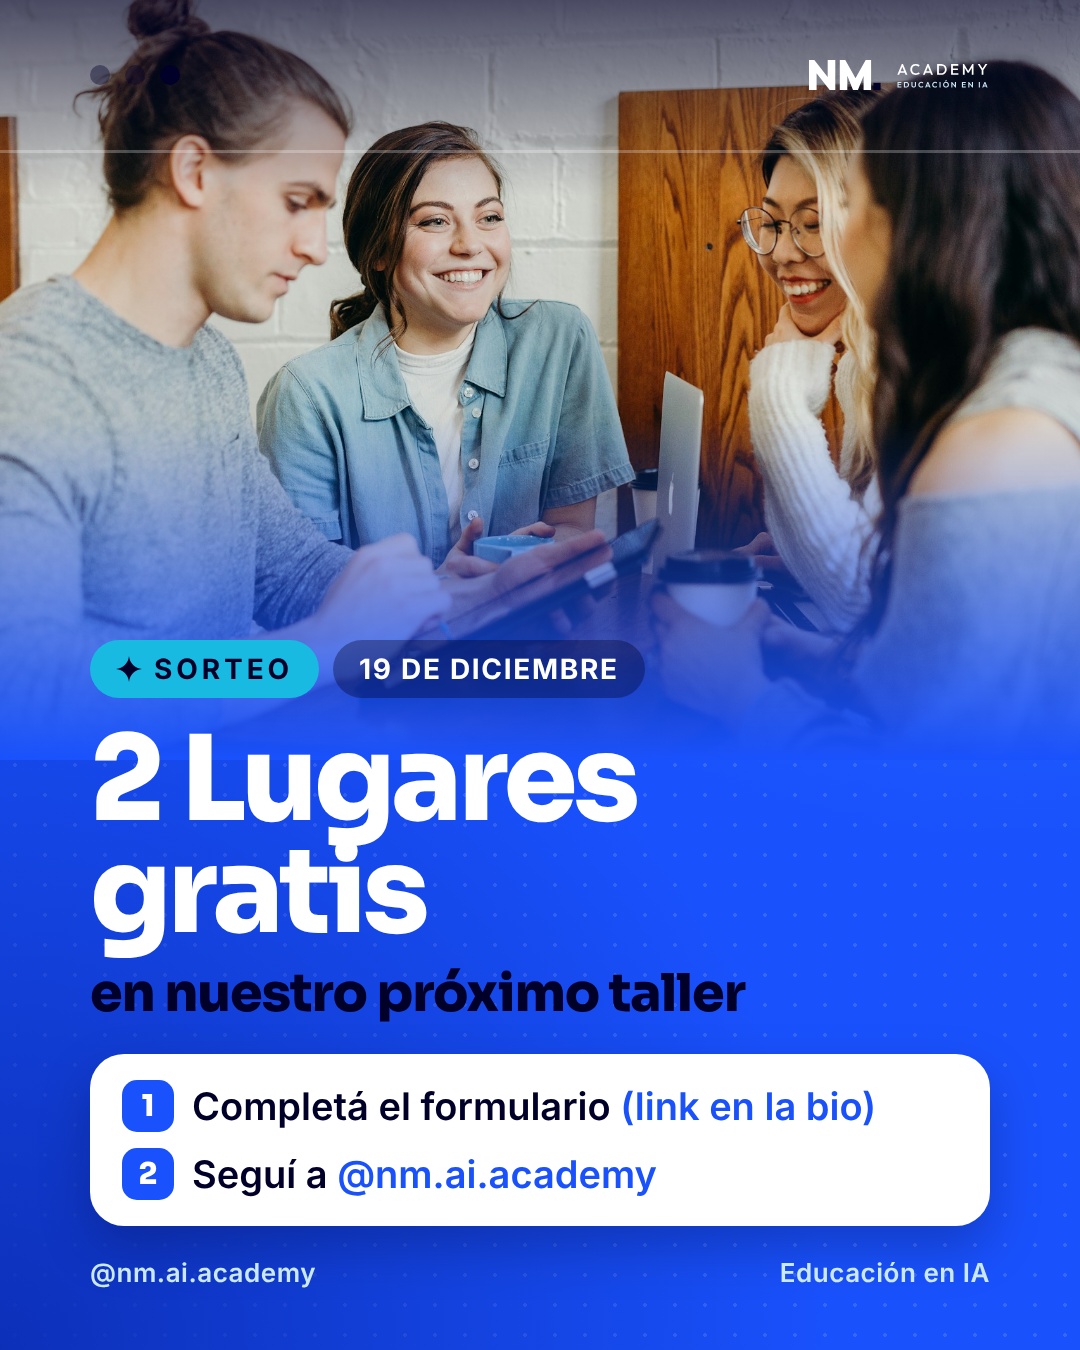 NM. ACADEMY
EDUCACIÓN EN IA
✦ SORTEO
19 DE DICIEMBRE
2 Lugares
gratis
en nuestro próximo taller
1 Completá el formulario (link en la bio)
2 Seguí a @nm.ai.academy
@nm.ai.academy
Educación en IA